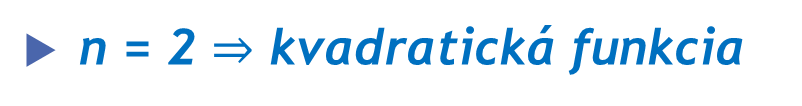 ▶ n = 2 ⇒ kvadratická funkcia